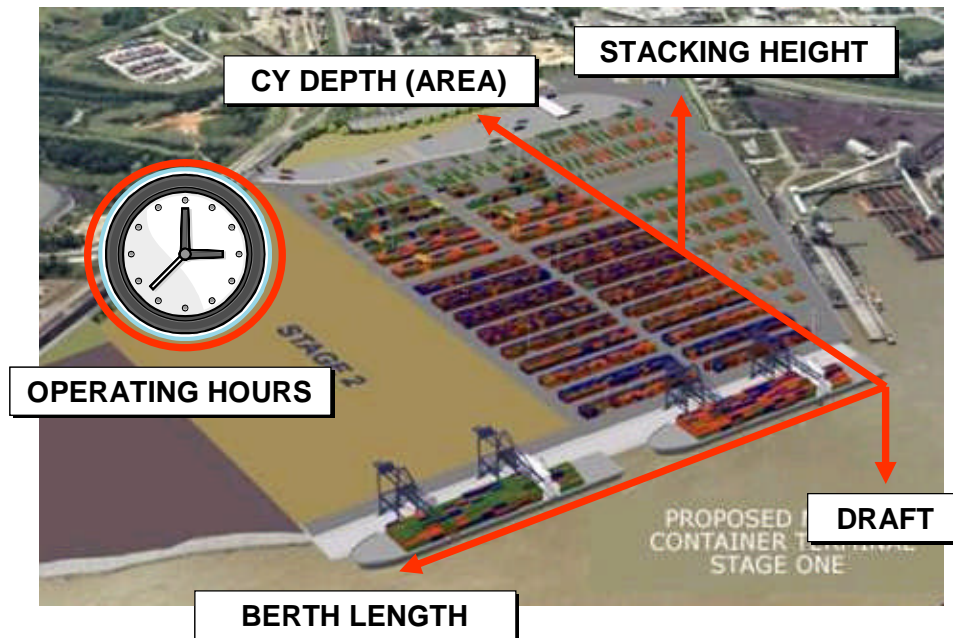 STACKING HEIGHT
CY DEPTH (AREA)
STAGE 2
OPERATING HOURS
PROPOSED
DRAFT
CONTAINER TERMINAL
STAGE ONE
BERTH LENGTH